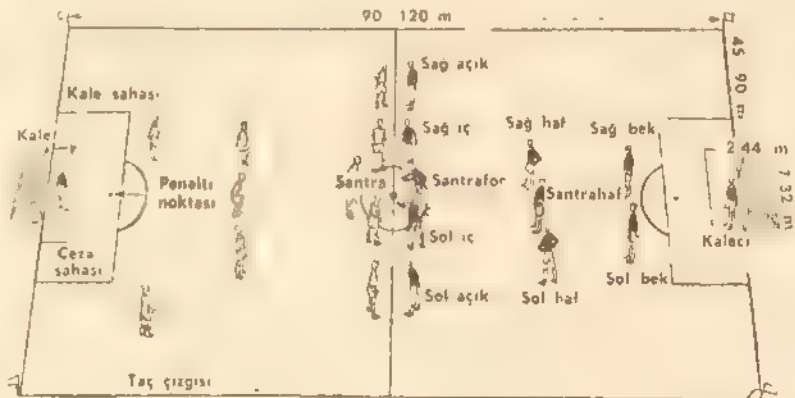 90 120 m
45 90 m
Sağ açık
Kale sahası
Kale
Sağ iç
Sağ haf
Sağ bek
2.44 m
7.32 m
Penaltı
noktası
Santra
Santrafor
Santrahaf
Kaleci
Sol iç
Ceza
sahası
Sol açık
Sol haf
Sol bek
Taç çizgisi